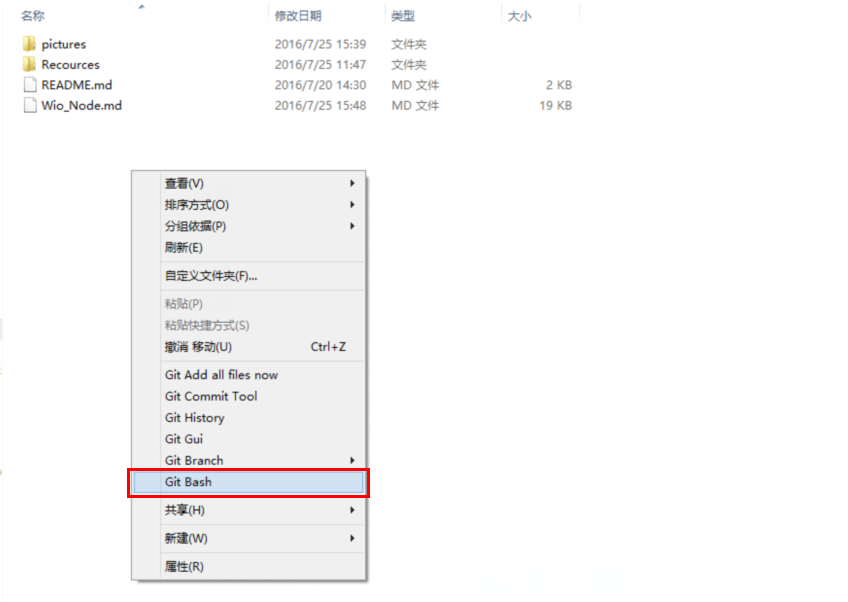 名称 修改日期 类型 大小
pictures 2016/7/25 15:39 文件夹
Recources 2016/7/25 11:47 文件夹
README.md 2016/7/20 14:30 MD 文件 2 KB
Wio_Node.md 2016/7/25 15:48 MD 文件 19 KB
查看(V)
排序方式(O)
分组依据(P)
刷新(E)
自定义文件夹(F)...
粘贴(P)
粘贴快捷方式(S)
撤消 移动(U) Ctrl+Z
Git Add all files now
Git Commit Tool
Git History
Git Gui
Git Branch
Git Bash
共享(H)
新建(W)
属性(R)